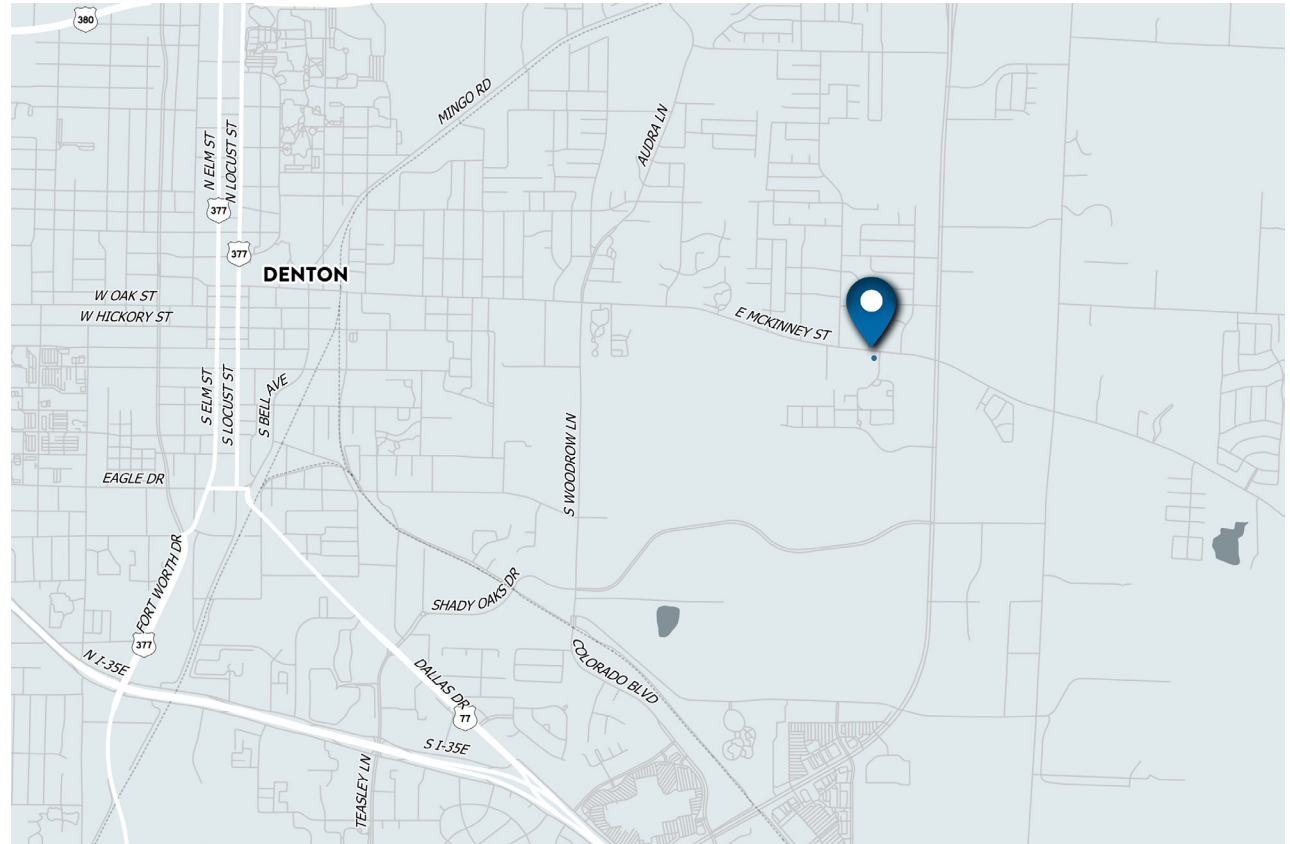 380
MINGO RD
AUDRA LN
N ELM ST
N LOCUST ST
377
377
DENTON
W OAK ST
W HICKORY ST
E MCKINNEY ST
S ELM ST
S LOCUST ST
S BELL AVE
S WOODROW LN
EAGLE DR
FORT WORTH DR
SHADY OAKS DR
377
N I-35E
COLORADO BLVD
DALLAS DR
77
S I-35E
TEASLEY LN